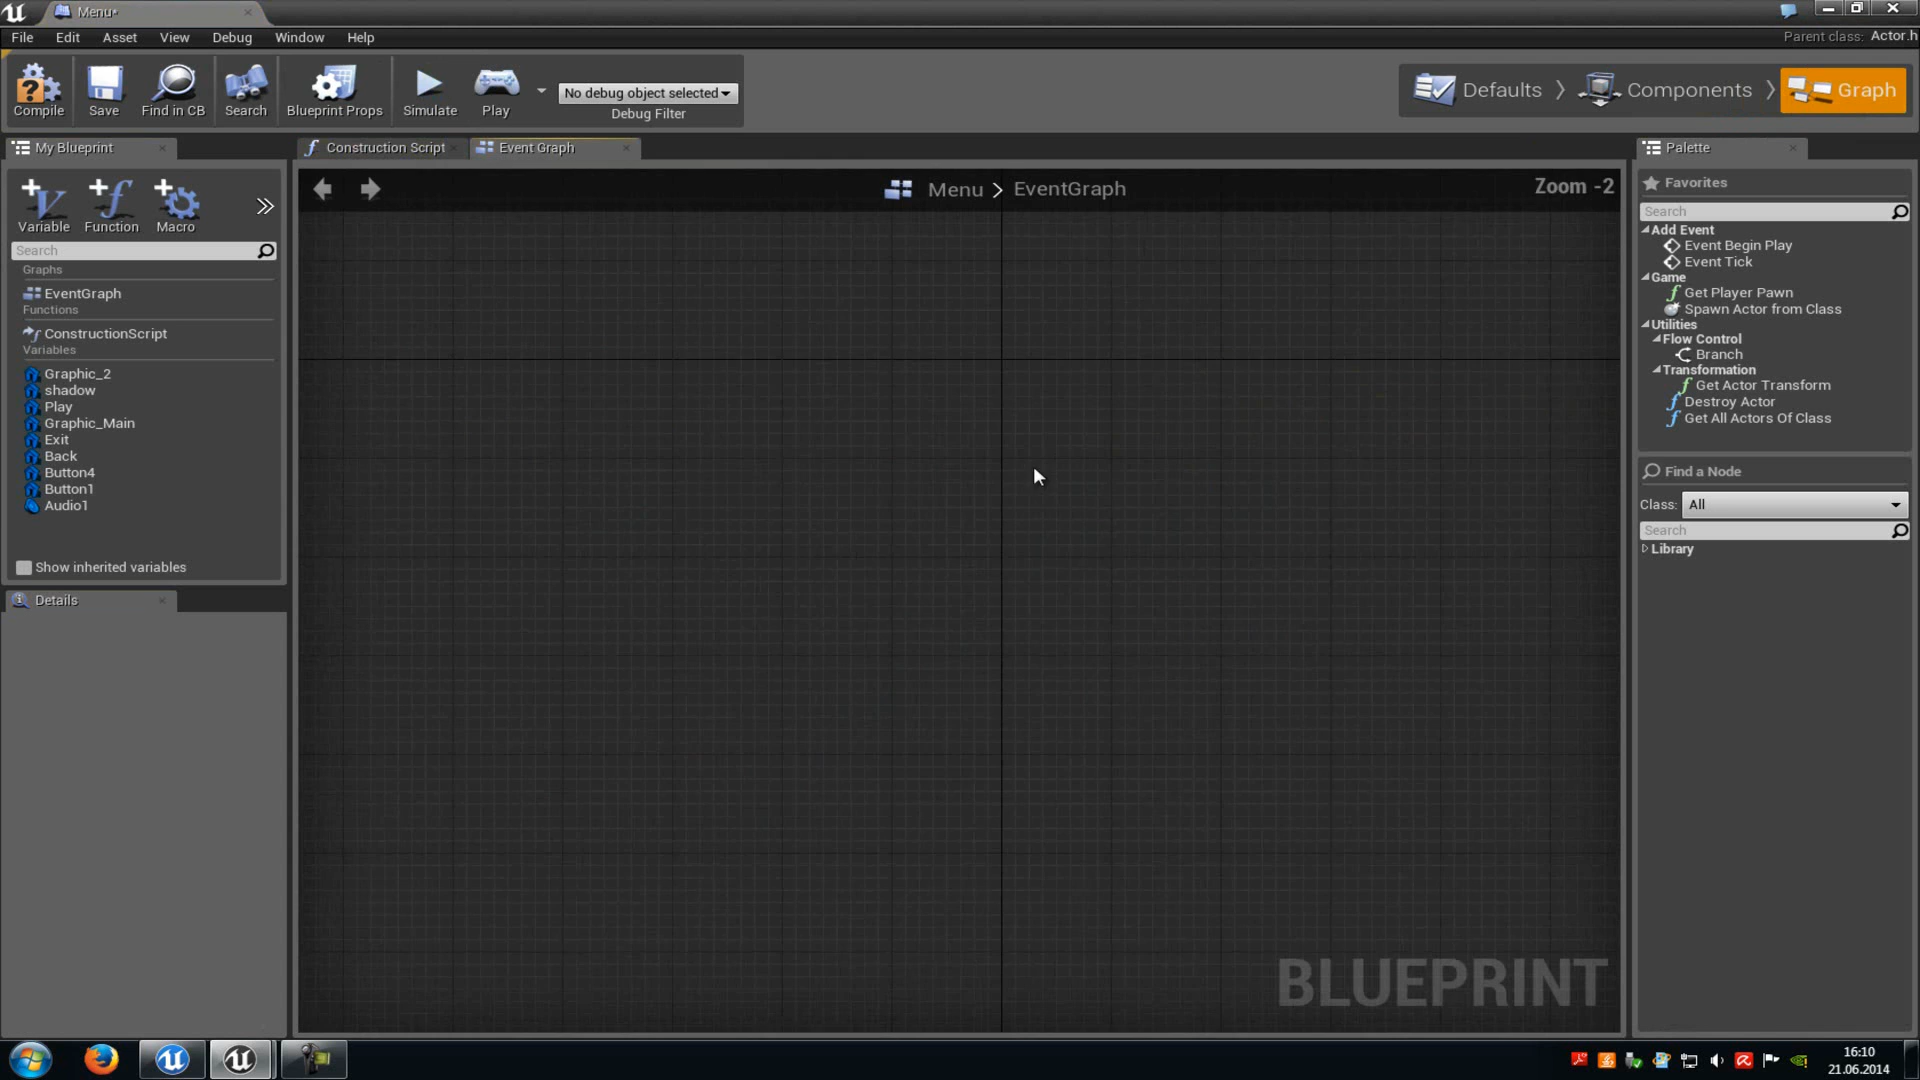 Menu*
File Edit Asset View Debug Window Help
Parent class: Actor.h
Compile Save Find in CB Search Blueprint Props Simulate Play
No debug object selected
Debug Filter
Defaults Components Graph
My Blueprint
Construction Script
Event Graph
Palette
Variable Function Macro
Search
Graphs
EventGraph
Functions
ConstructionScript
Variables
Graphic_2
shadow
Play
Graphic_Main
Exit
Back
Button4
Button1
Audio1
Show inherited variables
Details
Menu > EventGraph
Zoom -2
BLUEPRINT
Favorites
Search
Add Event
Event Begin Play
Event Tick
Game
Get Player Pawn
Spawn Actor from Class
Utilities
Flow Control
Branch
Transformation
Get Actor Transform
Destroy Actor
Get All Actors Of Class
Find a Node
Class: All
Search
Library
16:10
21.06.2014